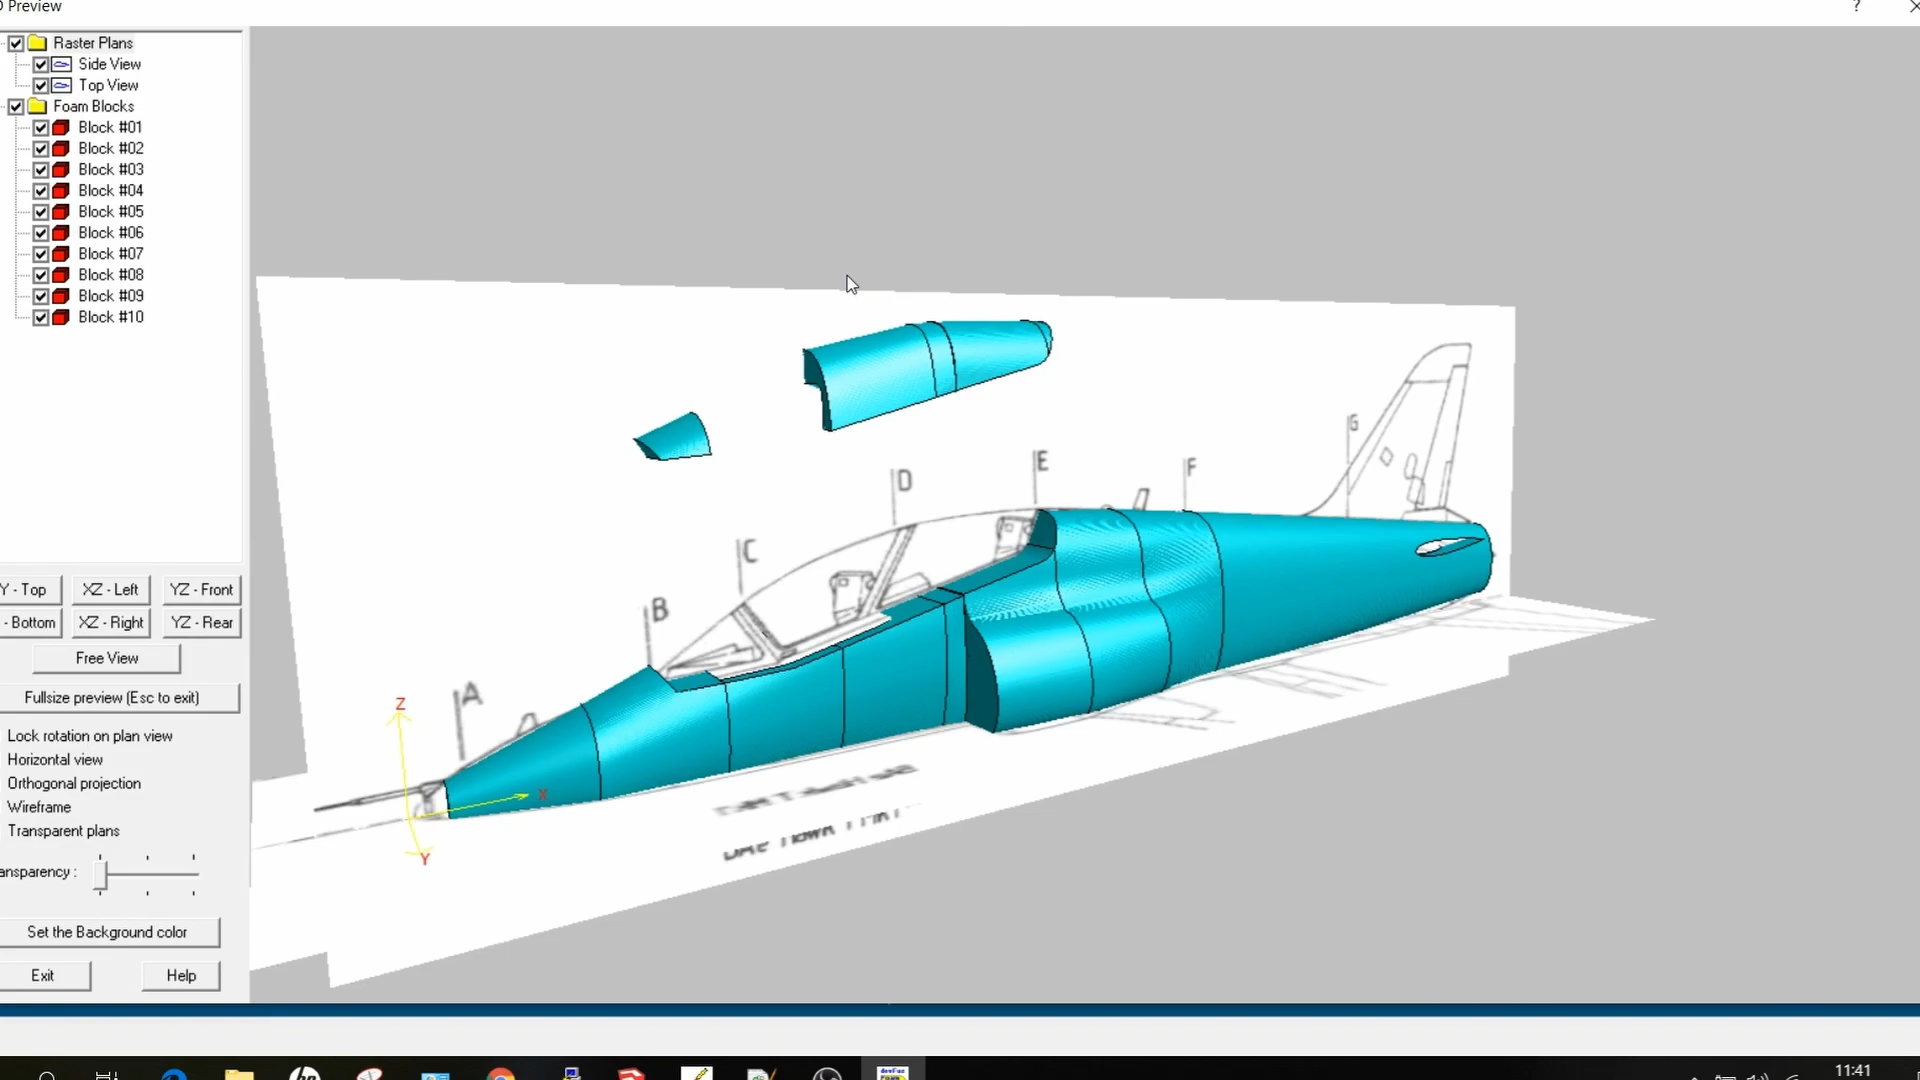 Preview
?
Raster Plans
Side View
Top View
Foam Blocks
Block #01
Block #02
Block #03
Block #04
Block #05
Block #06
Block #07
Block #08
Block #09
Block #10
Y - Top
XZ - Left
YZ - Front
- Bottom
XZ - Right
YZ - Rear
Free View
Fullsize preview (Esc to exit)
Lock rotation on plan view
Horizontal view
Orthogonal projection
Wireframe
Transparent plans
ansparency :
Set the Background color
Exit
Help
A
B
C
D
E
F
G
Z
X
Y
BAe Hawk
hp
11:41